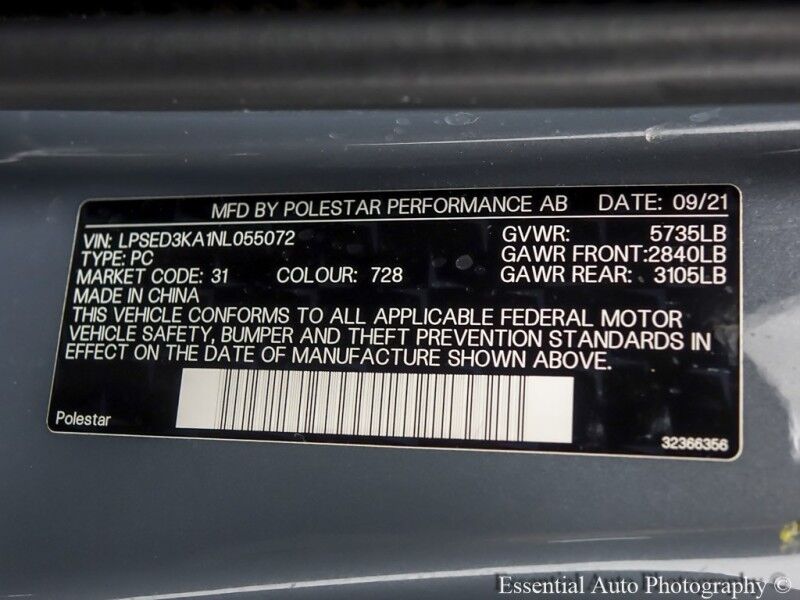 MFD BY POLESTAR PERFORMANCE AB DATE: 09/21
VIN: LPSED3KA1NL055072 GVWR: 5735LB
TYPE: PC GAWR FRONT:2840LB
MARKET CODE: 31 COLOUR: 728 GAWR REAR: 3105LB
MADE IN CHINA
THIS VEHICLE CONFORMS TO ALL APPLICABLE FEDERAL MOTOR
VEHICLE SAFETY, BUMPER AND THEFT PREVENTION STANDARDS IN
EFFECT ON THE DATE OF MANUFACTURE SHOWN ABOVE.
Polestar 32366356
Essential Auto Photography ©